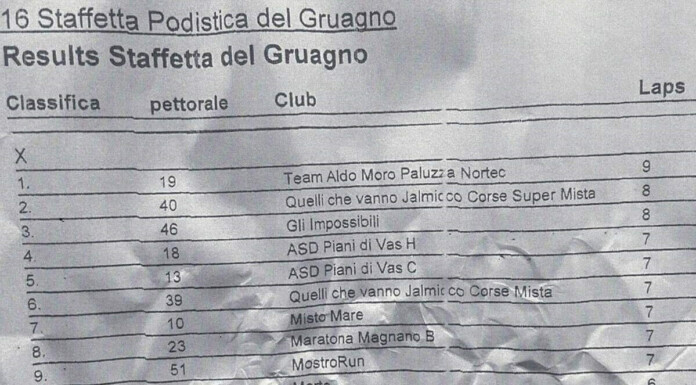 16 Staffetta Podistica del Gruagno
Results Staffetta del Gruagno
Classifica pettorale Club Laps
X
1. 19 Team Aldo Moro Paluzza Nortec 9
2. 40 Quelli che vanno Jalmicco Corse Super Mista 8
3. 46 Gli Impossibili 8
4. 18 ASD Piani di Vas H 7
5. 13 ASD Piani di Vas C 7
6. 39 Quelli che vanno Jalmicco Corse Mista 7
7. 10 Misto Mare 7
8. 23 Maratona Magnano B 7
9. 51 MostroRun 7
6